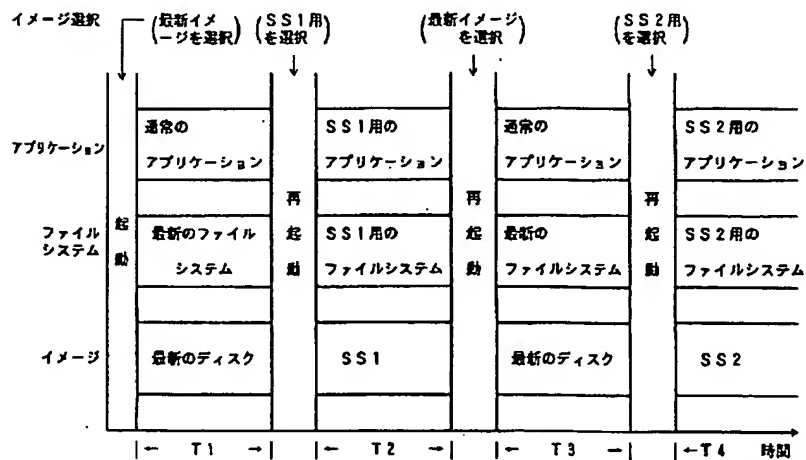 イメージ選択
(最新イメ
ージを選択)
(SS1用
を選択)
(最新イメージ
を選択)
(SS2用
を選択)
アプリケーション
通常の
アプリケーション
SS1用の
アプリケーション
通常の
アプリケーション
SS2用の
アプリケーション
起動
再起動
再起動
再起動
ファイル
システム
最新のファイル
システム
SS1用の
ファイルシステム
最新の
ファイルシステム
SS2用の
ファイルシステム
イメージ
最新のディスク
SS1
最新のディスク
SS2
|← T1 →|
|← T2 →|
|← T3 →|
|←T4
時間